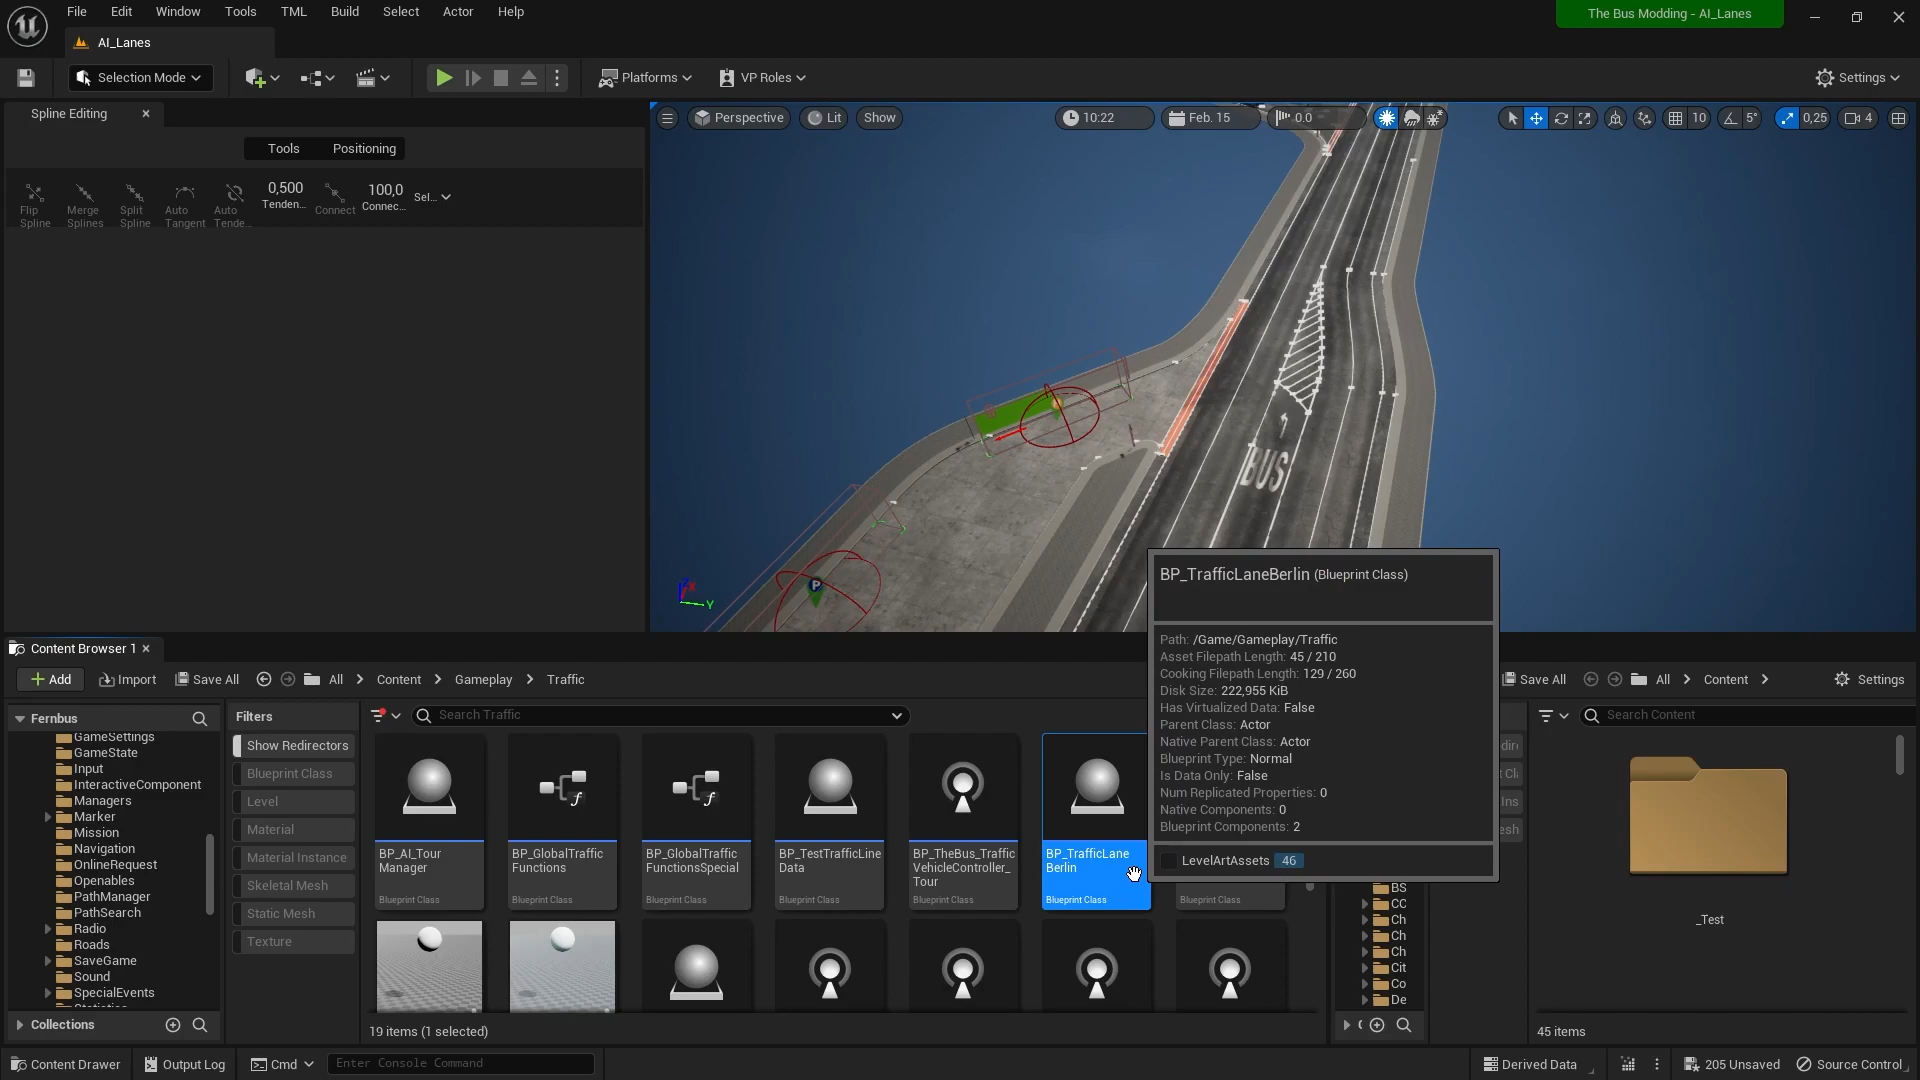 File Edit Window Tools TML Build Select Actor Help
The Bus Modding - AI_Lanes
AI_Lanes
Selection Mode
Platforms
VP Roles
Settings
Spline Editing
Perspective
Lit
Show
10:22
Feb. 15
0.0
10
5°
0,25
4
Tools
Positioning
Flip Spline
Merge Splines
Split Spline
Auto Tangent
Auto Tende...
0,500
Tenden...
Connect
100,0
Connec...
Sel...
BUS
P
Y
BP_TrafficLaneBerlin (Blueprint Class)
Path: /Game/Gameplay/Traffic
Asset Filepath Length: 45 / 210
Cooking Filepath Length: 129 / 260
Disk Size: 222,955 KiB
Has Virtualized Data: False
Parent Class: Actor
Native Parent Class: Actor
Blueprint Type: Normal
Is Data Only: False
Num Replicated Properties: 0
Native Components: 0
Blueprint Components: 2
LevelArtAssets 46
Content Browser 1
Add
Import
Save All
All
Content
Gameplay
Traffic
Save All
All
Content
Settings
Fernbus
GameSettings
GameState
Input
InteractiveComponent
Managers
Marker
Mission
Navigation
OnlineRequest
Openables
PathManager
PathSearch
Radio
Roads
SaveGame
Sound
SpecialEvents
Collections
Filters
Show Redirectors
Blueprint Class
Level
Material
Material Instance
Skeletal Mesh
Static Mesh
Texture
Search Traffic
BP_AI_Tour
Manager
Blueprint Class
BP_GlobalTraffic
Functions
Blueprint Class
BP_GlobalTraffic
FunctionsSpecial
Blueprint Class
BP_TestTrafficLine
Data
Blueprint Class
BP_TheBus_Traffic
VehicleController_
Tour
Blueprint Class
BP_TrafficLane
Berlin
Blueprint Class
Blueprint Class
19 items (1 selected)
BS
CC
Ch
Ch
Ch
Cit
Co
De
Search Content
_Test
45 items
Content Drawer
Output Log
Cmd
Enter Console Command
Derived Data
205 Unsaved
Source Control